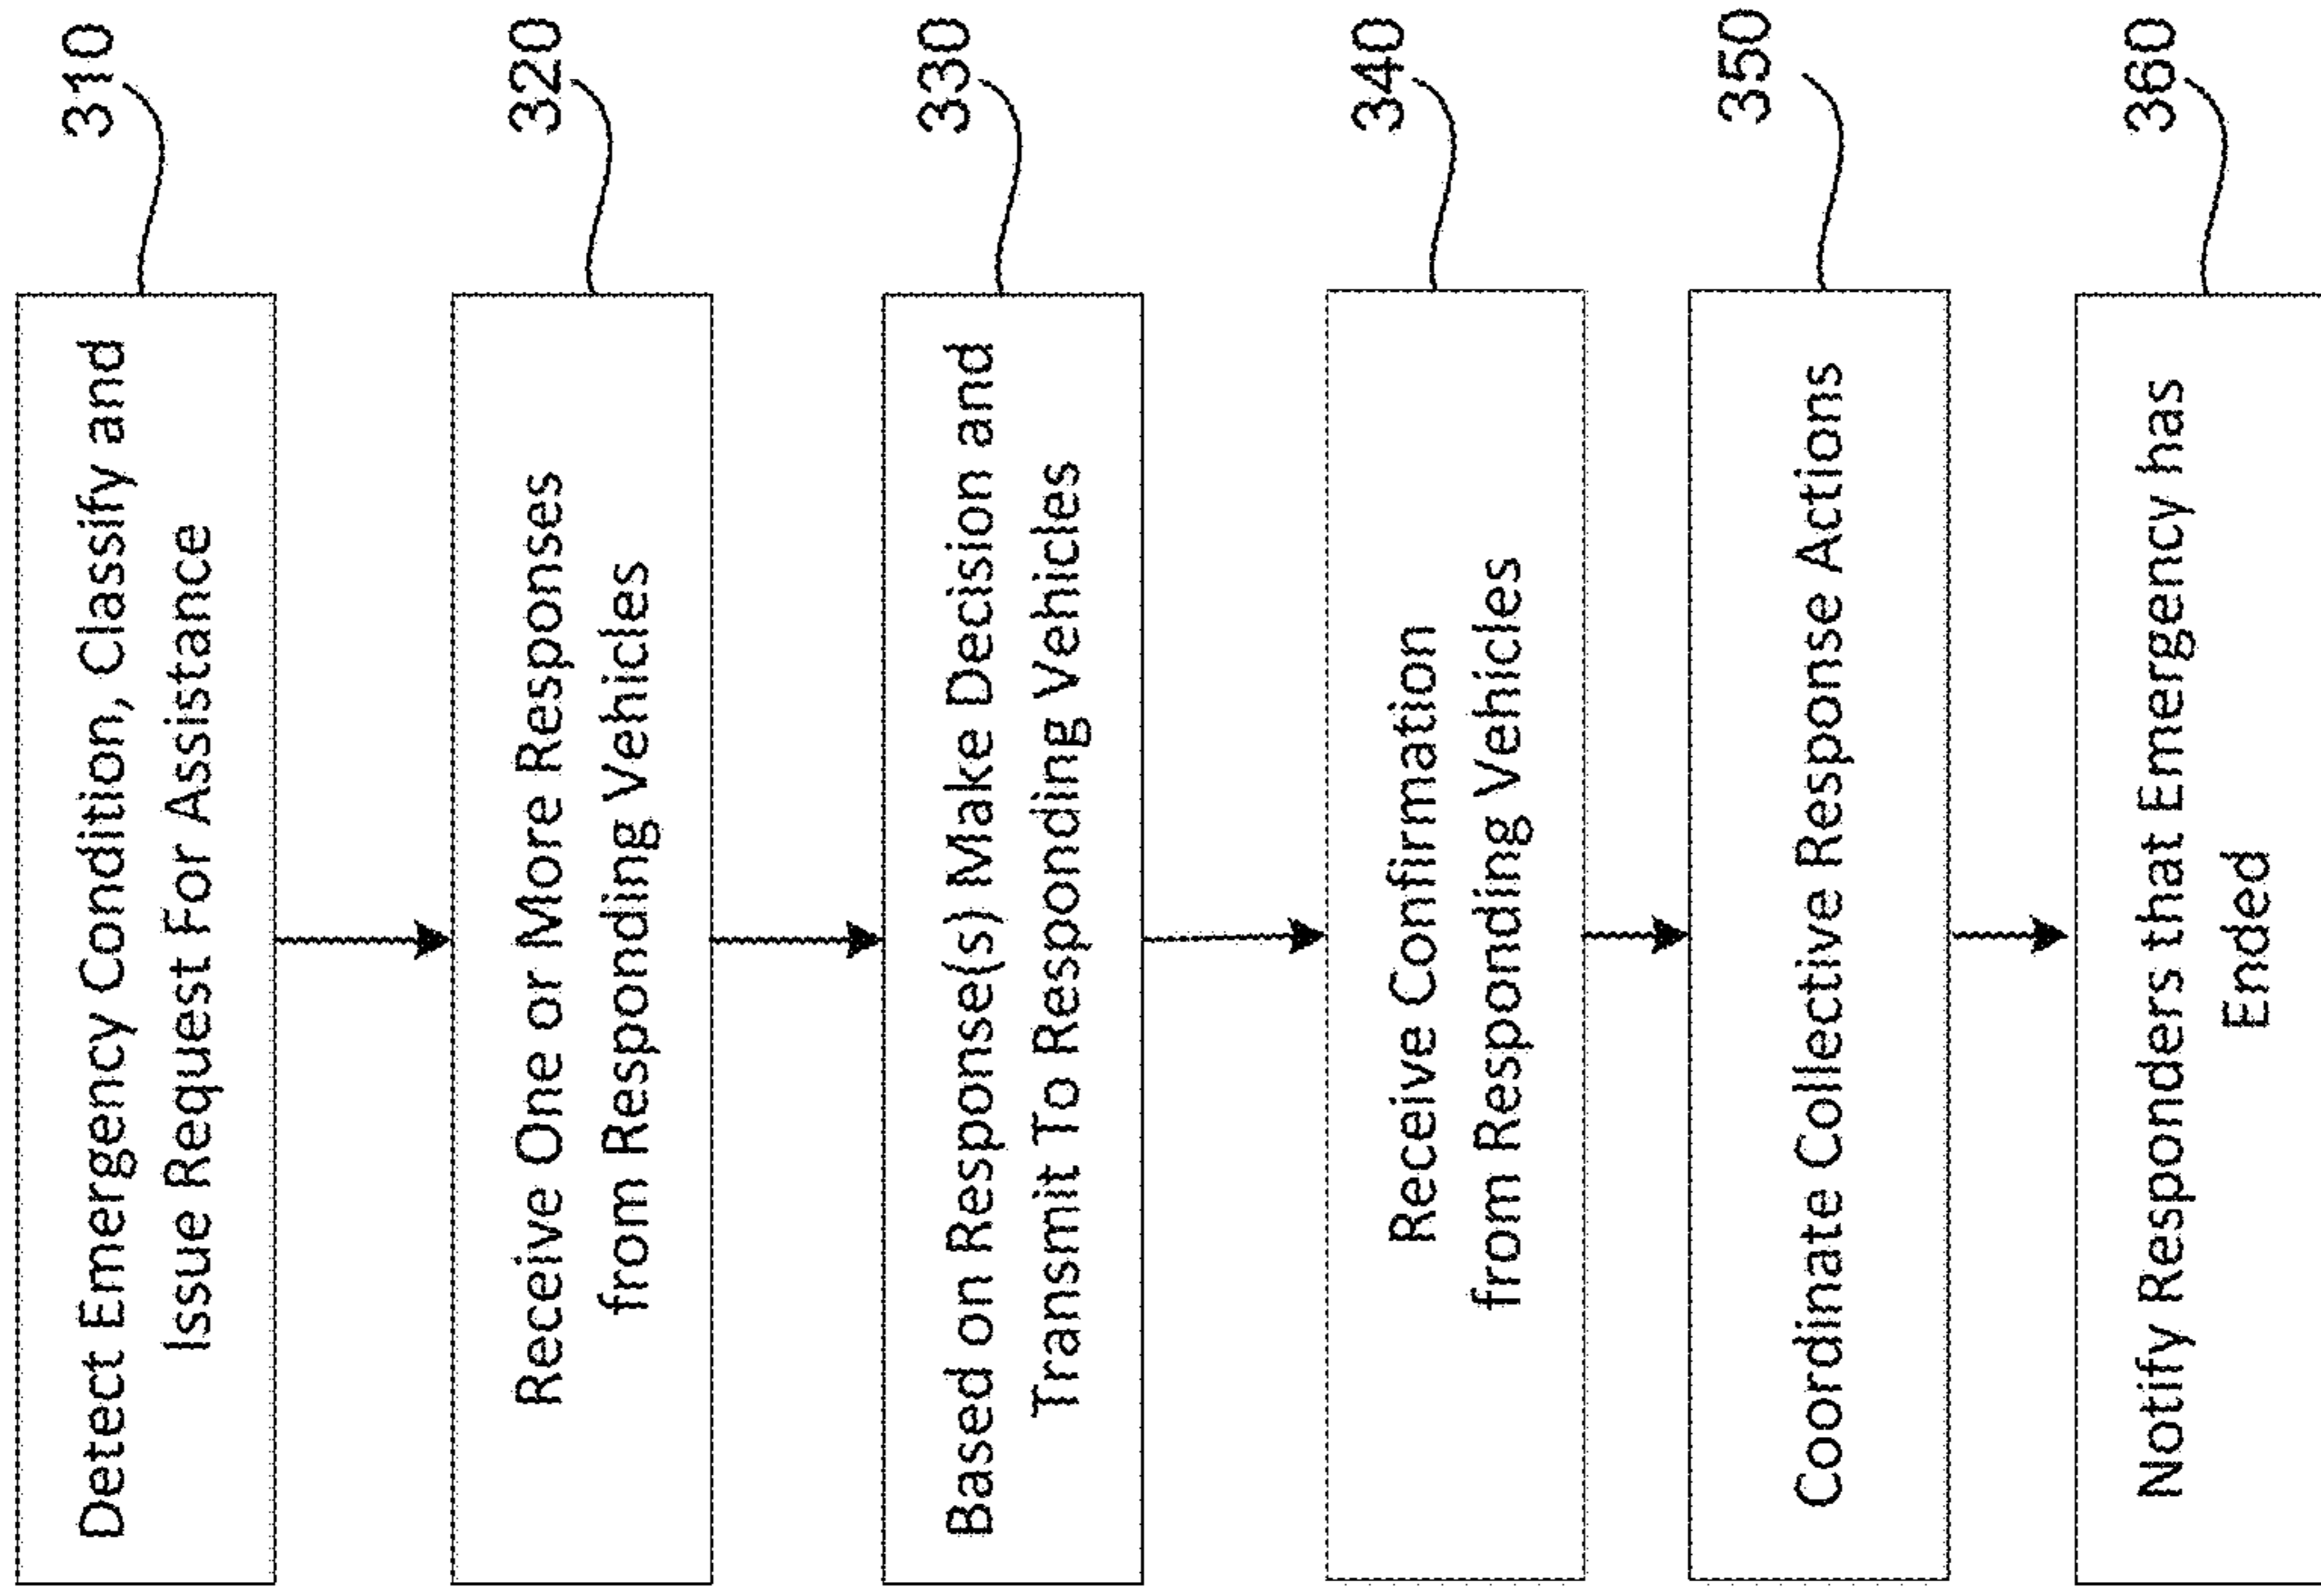 Detect Emergency Condition, Classify and
Issue Request For Assistance
310
Receive One or More Responses
from Responding Vehicles
320
Based on Response(s) Make Decision and
Transmit To Responding Vehicles
330
Receive Confirmation
from Responding Vehicles
340
Coordinate Collective Response Actions
350
Notify Responders that Emergency has
Ended
360